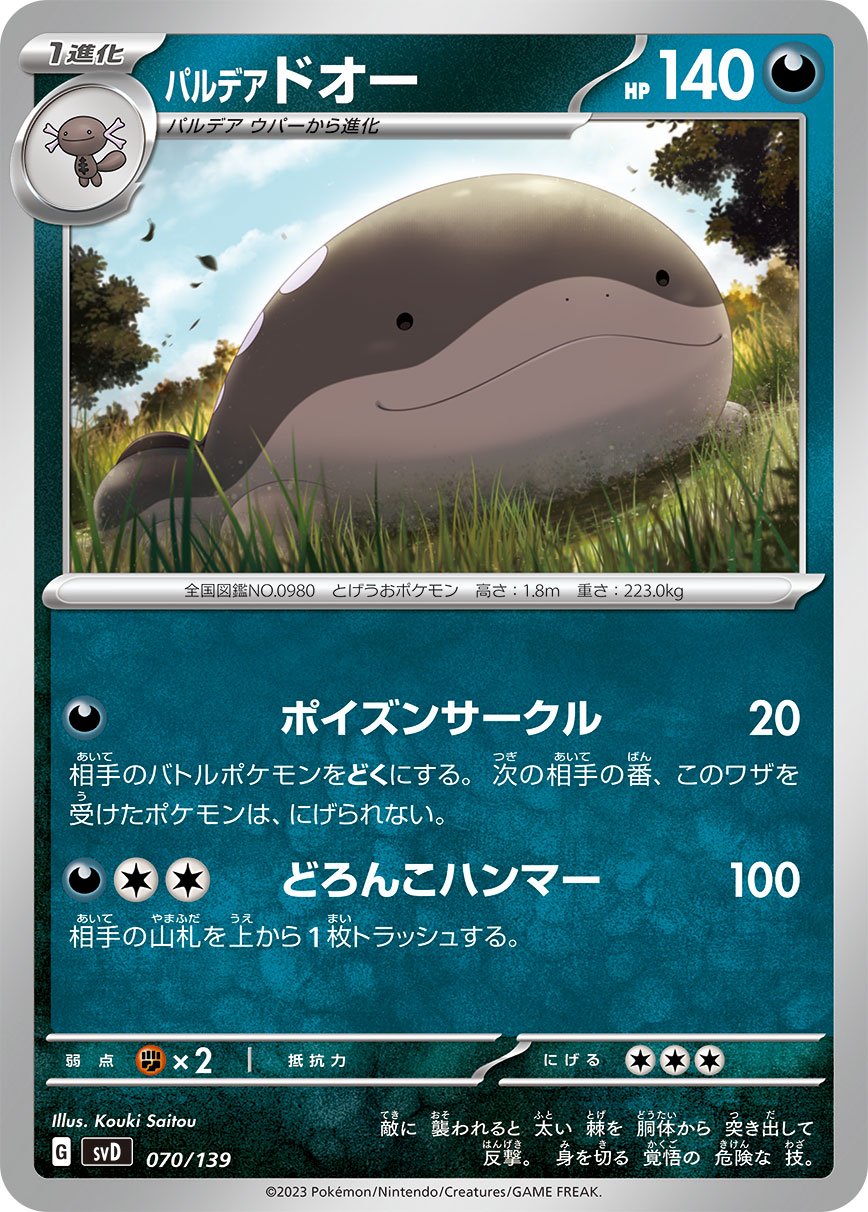 1進化
パルデアドオー
HP 140
パルデア ウパーから進化
全国図鑑NO.0980 とげうおポケモン 高さ：1.8m 重さ：223.0kg
ポイズンサークル 20
相手のバトルポケモンをどくにする。次の相手の番、このワザを
受けたポケモンは、にげられない。
どろんこハンマー 100
相手の山札を上から1枚トラッシュする。
弱点 ×2 抵抗力 にげる
Illus. Kouki Saitou
敵に 襲われると 太い 棘を 胴体から 突き出して
反撃。 身を切る 覚悟の 危険な 技。
G svD 070/139
©2023 Pokémon/Nintendo/Creatures/GAME FREAK.